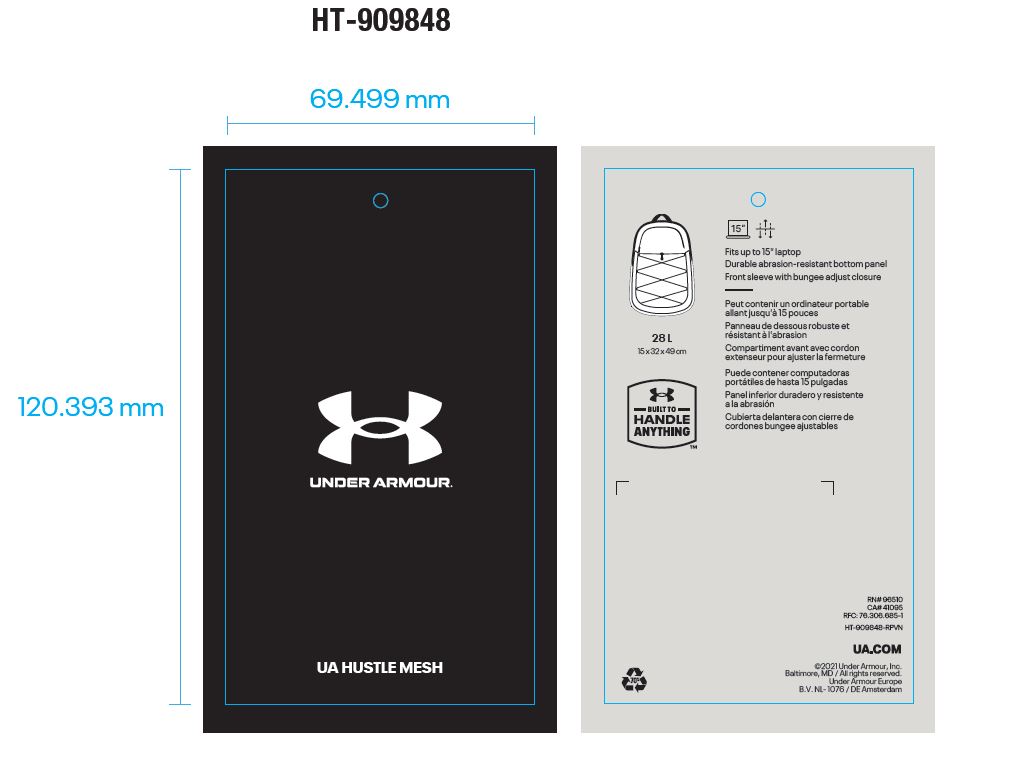 HT-909848
69.499 mm
120.393 mm
UNDER ARMOUR.
UA HUSTLE MESH
15"
Fits up to 15" laptop
Durable abrasion-resistant bottom panel
Front sleeve with bungee adjust closure
Peut contenir un ordinateur portable
allant jusqu'à 15 pouces
Panneau de dessous robuste et
résistant à l'abrasion
Compartiment avant avec cordon
extenseur pour ajuster la fermeture
Puede contener computadoras
portátiles de hasta 15 pulgadas
Panel inferior duradero y resistente
a la abrasión
Cubierta delantera con cierre de
cordones bungee ajustables
28 L
15 x 32 x 49 cm
BUILT TO
HANDLE
ANYTHING
™
RN# 96510
CA# 41095
RFC: 76.306.685-1
HT-909848-RPVN
UA.COM
©2021 Under Armour, Inc.
Baltimore, MD / All rights reserved.
Under Armour Europe
B.V. NL-1076 / DE Amsterdam